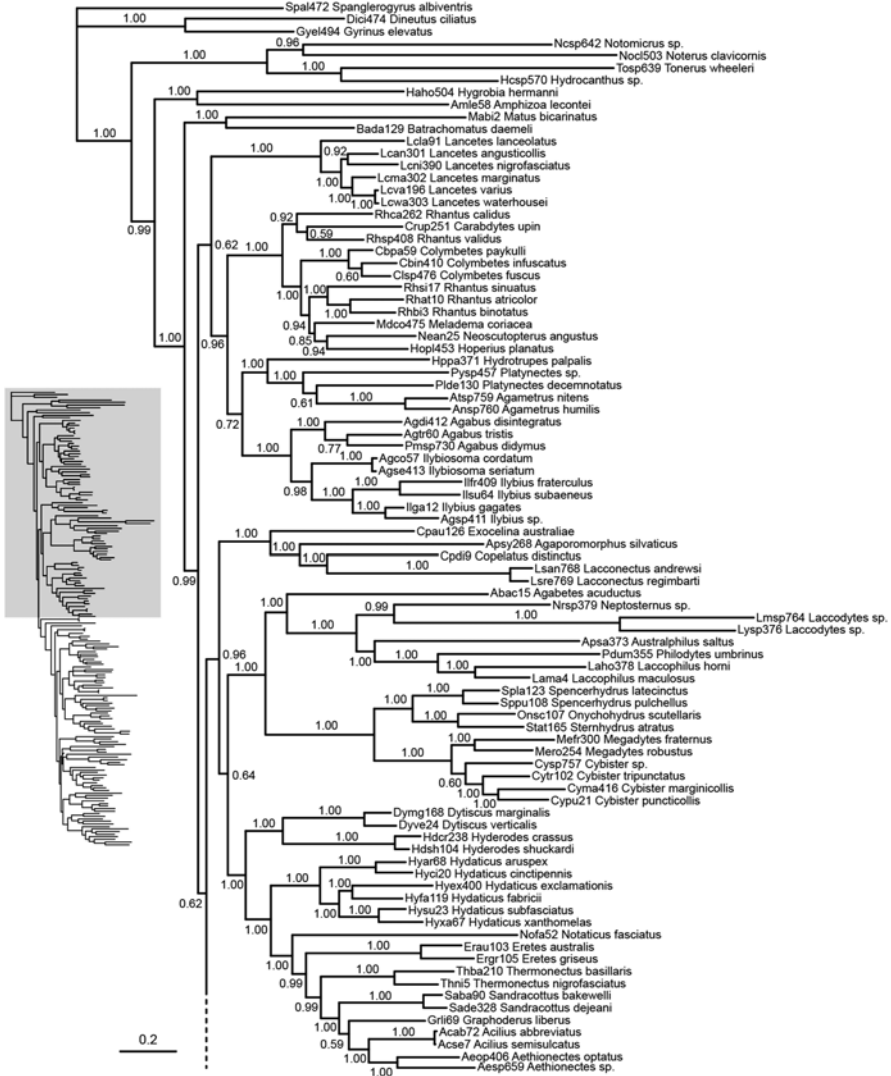 Spal472 Spanglerogyrus albiventris
Dici474 Dineutus ciliatus
1.00
Gyel494 Gyrinus elevatus
0.96
Ncsp642 Notomicrus sp.
1.00
Nocl503 Noterus clavicornis
Tosp639 Tonerus wheeleri
1.00
Hcsp570 Hydrocanthus sp.
Haho504 Hygrobia hermanni
1.00
Amle58 Amphizoa lecontei
Mabi2 Matus bicarinatus
1.00
Bada129 Batrachomatus daemeli
1.00
Lcla91 Lancetes lanceolatus
1.00
0.92
Lcan301 Lancetes angusticollis
Lcni390 Lancetes nigrofasciatus
1.00
Lcma302 Lancetes marginatus
Lcva196 Lancetes varius
1.00
1.00
Lcwa303 Lancetes waterhousei
Rhca262 Rhantus calidus
0.92
Crup251 Carabdytes upin
0.59
Rhsp408 Rhantus validus
0.99
0.62
1.00
Cbpa59 Colymbetes paykulli
1.00
Cbin410 Colymbetes infuscatus
0.60
Clsp476 Colymbetes fuscus
1.00
Rhsi17 Rhantus sinuatus
1.00
Rhat10 Rhantus atricolor
1.00
Rhbi3 Rhantus binotatus
0.94
Mdco475 Meladema coriacea
1.00
0.96
0.85
Nean25 Neoscutopterus angustus
0.94
Hopl453 Hoperius planatus
Hppa371 Hydrotrupes palpalis
1.00
Pysp457 Platynectes sp.
1.00
Plde130 Platynectes decemnotatus
0.61
1.00
Atsp759 Agametrus nitens
Ansp760 Agametrus humilis
0.72
Agdi412 Agabus disintegratus
1.00
Agtr60 Agabus tristis
1.00
0.77
Pmsp730 Agabus didymus
1.00
Agco57 Ilybiosoma cordatum
Agse413 Ilybiosoma seriatum
0.98
1.00
Ilfr409 Ilybius fraterculus
1.00
Ilsu64 Ilybius subaeneus
1.00
Ilga12 Ilybius gagates
Agsp411 Ilybius sp.
Cpau126 Exocelina australiae
1.00
Apsy268 Agaporomorphus silvaticus
1.00
Cpdi9 Copelatus distinctus
0.99
1.00
1.00
Lsan768 Lacconectus andrewsi
Lsre769 Lacconectus regimbarti
Abac15 Agabetes acuductus
1.00
0.99
Nrsp379 Neptosternus sp.
1.00
1.00
Lmsp764 Laccodytes sp.
Lysp376 Laccodytes sp.
0.96
Apsa373 Australphilus saltus
1.00
1.00
1.00
Pdum355 Philodytes umbrinus
1.00
Laho378 Laccophilus horni
Lama4 Laccophilus maculosus
Spla123 Spencerhydrus latecinctus
1.00
Sppu108 Spencerhydrus pulchellus
1.00
Onsc107 Onychohydrus scutellaris
1.00
Stat165 Sternhydrus atratus
1.00
Mefr300 Megadytes fraternus
1.00
1.00
Mero254 Megadytes robustus
Cysp757 Cybister sp.
0.64
0.60
Cytr102 Cybister tripunctatus
1.00
Cyma416 Cybister marginicollis
1.00
Cypu21 Cybister puncticollis
Dymg168 Dytiscus marginalis
1.00
Dyve24 Dytiscus verticalis
1.00
Hdcr238 Hyderodes crassus
1.00
Hdsh104 Hyderodes shuckardi
Hyar68 Hydaticus aruspex
1.00
1.00
Hyci20 Hydaticus cinctipennis
1.00
1.00
Hyex400 Hydaticus exclamationis
Hyfa119 Hydaticus fabricii
0.62
1.00
1.00
Hysu23 Hydaticus subfasciatus
Hyxa67 Hydaticus xanthomelas
Nofa52 Notaticus fasciatus
1.00
Erau103 Eretes australis
1.00
Ergr105 Eretes griseus
0.99
Thba210 Thermonectus basillaris
1.00
Thni5 Thermonectus nigrofasciatus
Saba90 Sandracottus bakewelli
0.99
1.00
Sade328 Sandracottus dejeani
1.00
Grli69 Graphoderus liberus
0.2
0.59
1.00
Acab72 Acilius abbreviatus
Acse7 Acilius semisulcatus
1.00
Aeop406 Aethionectes optatus
1.00
Aesp659 Aethionectes sp.